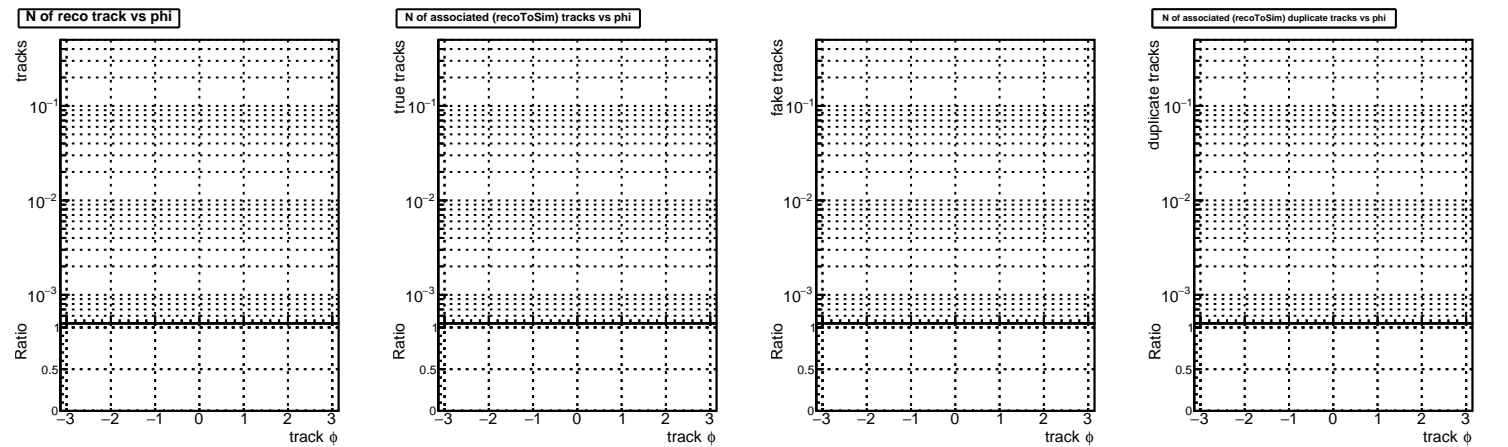 N of reco track vs phi
tracks
10⁻¹
10⁻²
10⁻³
Ratio
1
0.5
0
−3 −2 −1 0 1 2 3
track ϕ
N of associated (recoToSim) tracks vs phi
true tracks
10⁻¹
10⁻²
10⁻³
Ratio
1
0.5
0
−3 −2 −1 0 1 2 3
track ϕ
fake tracks
10⁻¹
10⁻²
10⁻³
Ratio
1
0.5
0
−3 −2 −1 0 1 2 3
track ϕ
N of associated (recoToSim) duplicate tracks vs phi
duplicate tracks
10⁻¹
10⁻²
10⁻³
Ratio
1
0.5
0
−3 −2 −1 0 1 2 3
track ϕ